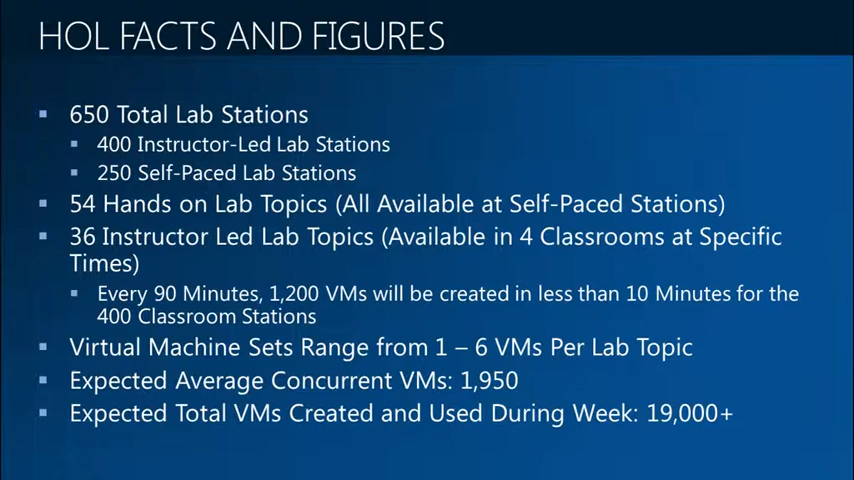 HOL FACTS AND FIGURES
▪ 650 Total Lab Stations
▪ 400 Instructor-Led Lab Stations
▪ 250 Self-Paced Lab Stations
▪ 54 Hands on Lab Topics (All Available at Self-Paced Stations)
▪ 36 Instructor Led Lab Topics (Available in 4 Classrooms at Specific
Times)
▪ Every 90 Minutes, 1,200 VMs will be created in less than 10 Minutes for the
400 Classroom Stations
▪ Virtual Machine Sets Range from 1 – 6 VMs Per Lab Topic
▪ Expected Average Concurrent VMs: 1,950
▪ Expected Total VMs Created and Used During Week: 19,000+